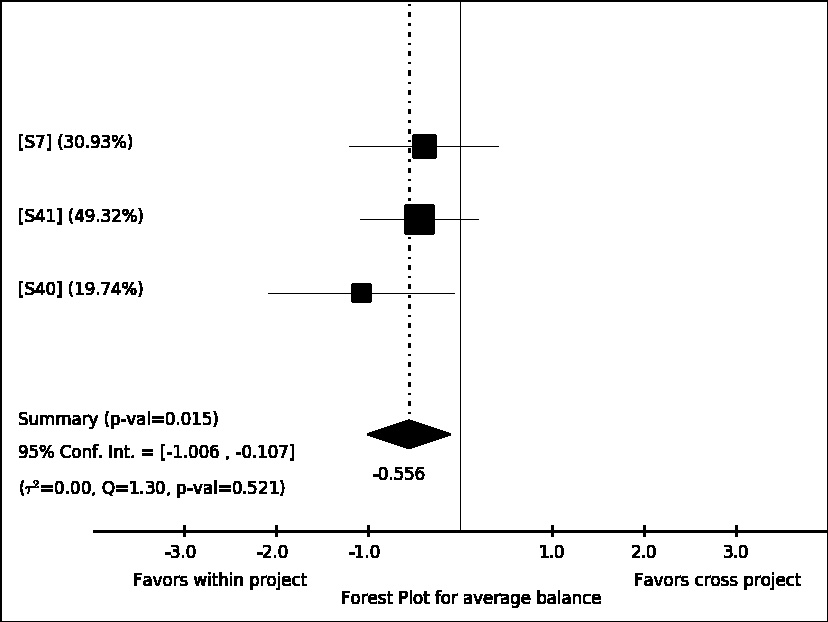 [S7] (30.93%)
[S41] (49.32%)
[S40] (19.74%)
Summary (p-val=0.015)
95% Conf. Int. = [-1.006 , -0.107]
-0.556
(τ²=0.00, Q=1.30, p-val=0.521)
-3.0 -2.0 -1.0 1.0 2.0 3.0
Favors within project Favors cross project
Forest Plot for average balance